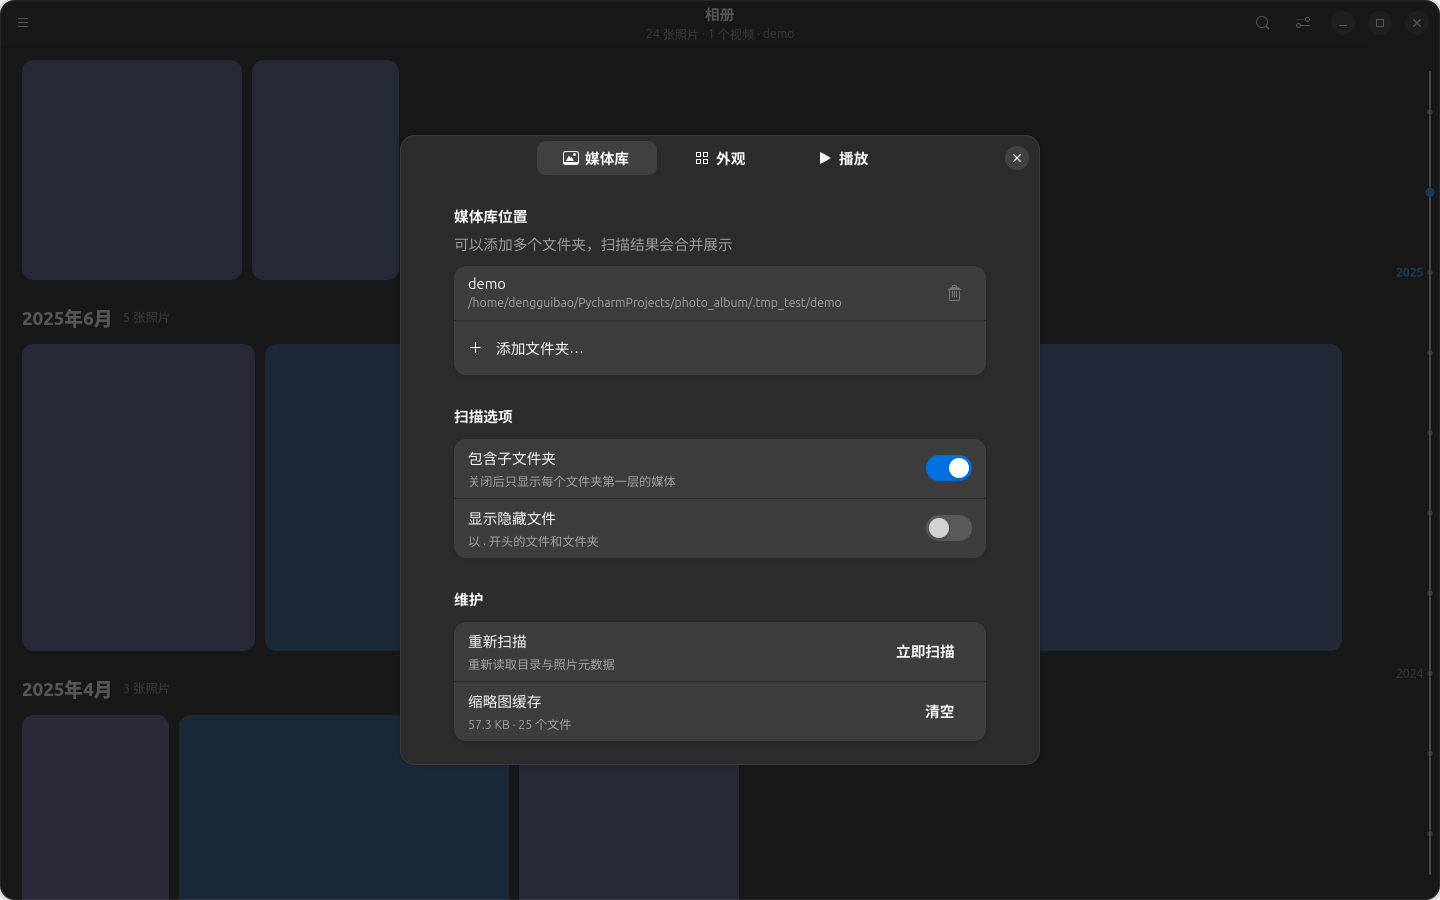 相册
24 张照片 · 1 个视频 · demo
媒体库
外观
播放
媒体库位置
可以添加多个文件夹，扫描结果会合并展示
demo
/home/dengguibao/PycharmProjects/photo_album/.tmp_test/demo
添加文件夹…
扫描选项
包含子文件夹
关闭后只显示每个文件夹第一层的媒体
显示隐藏文件
以 . 开头的文件和文件夹
维护
重新扫描
重新读取目录与照片元数据
立即扫描
缩略图缓存
57.3 KB · 25 个文件
清空
2025年6月 5 张照片
2025年4月 3 张照片
2025
2024